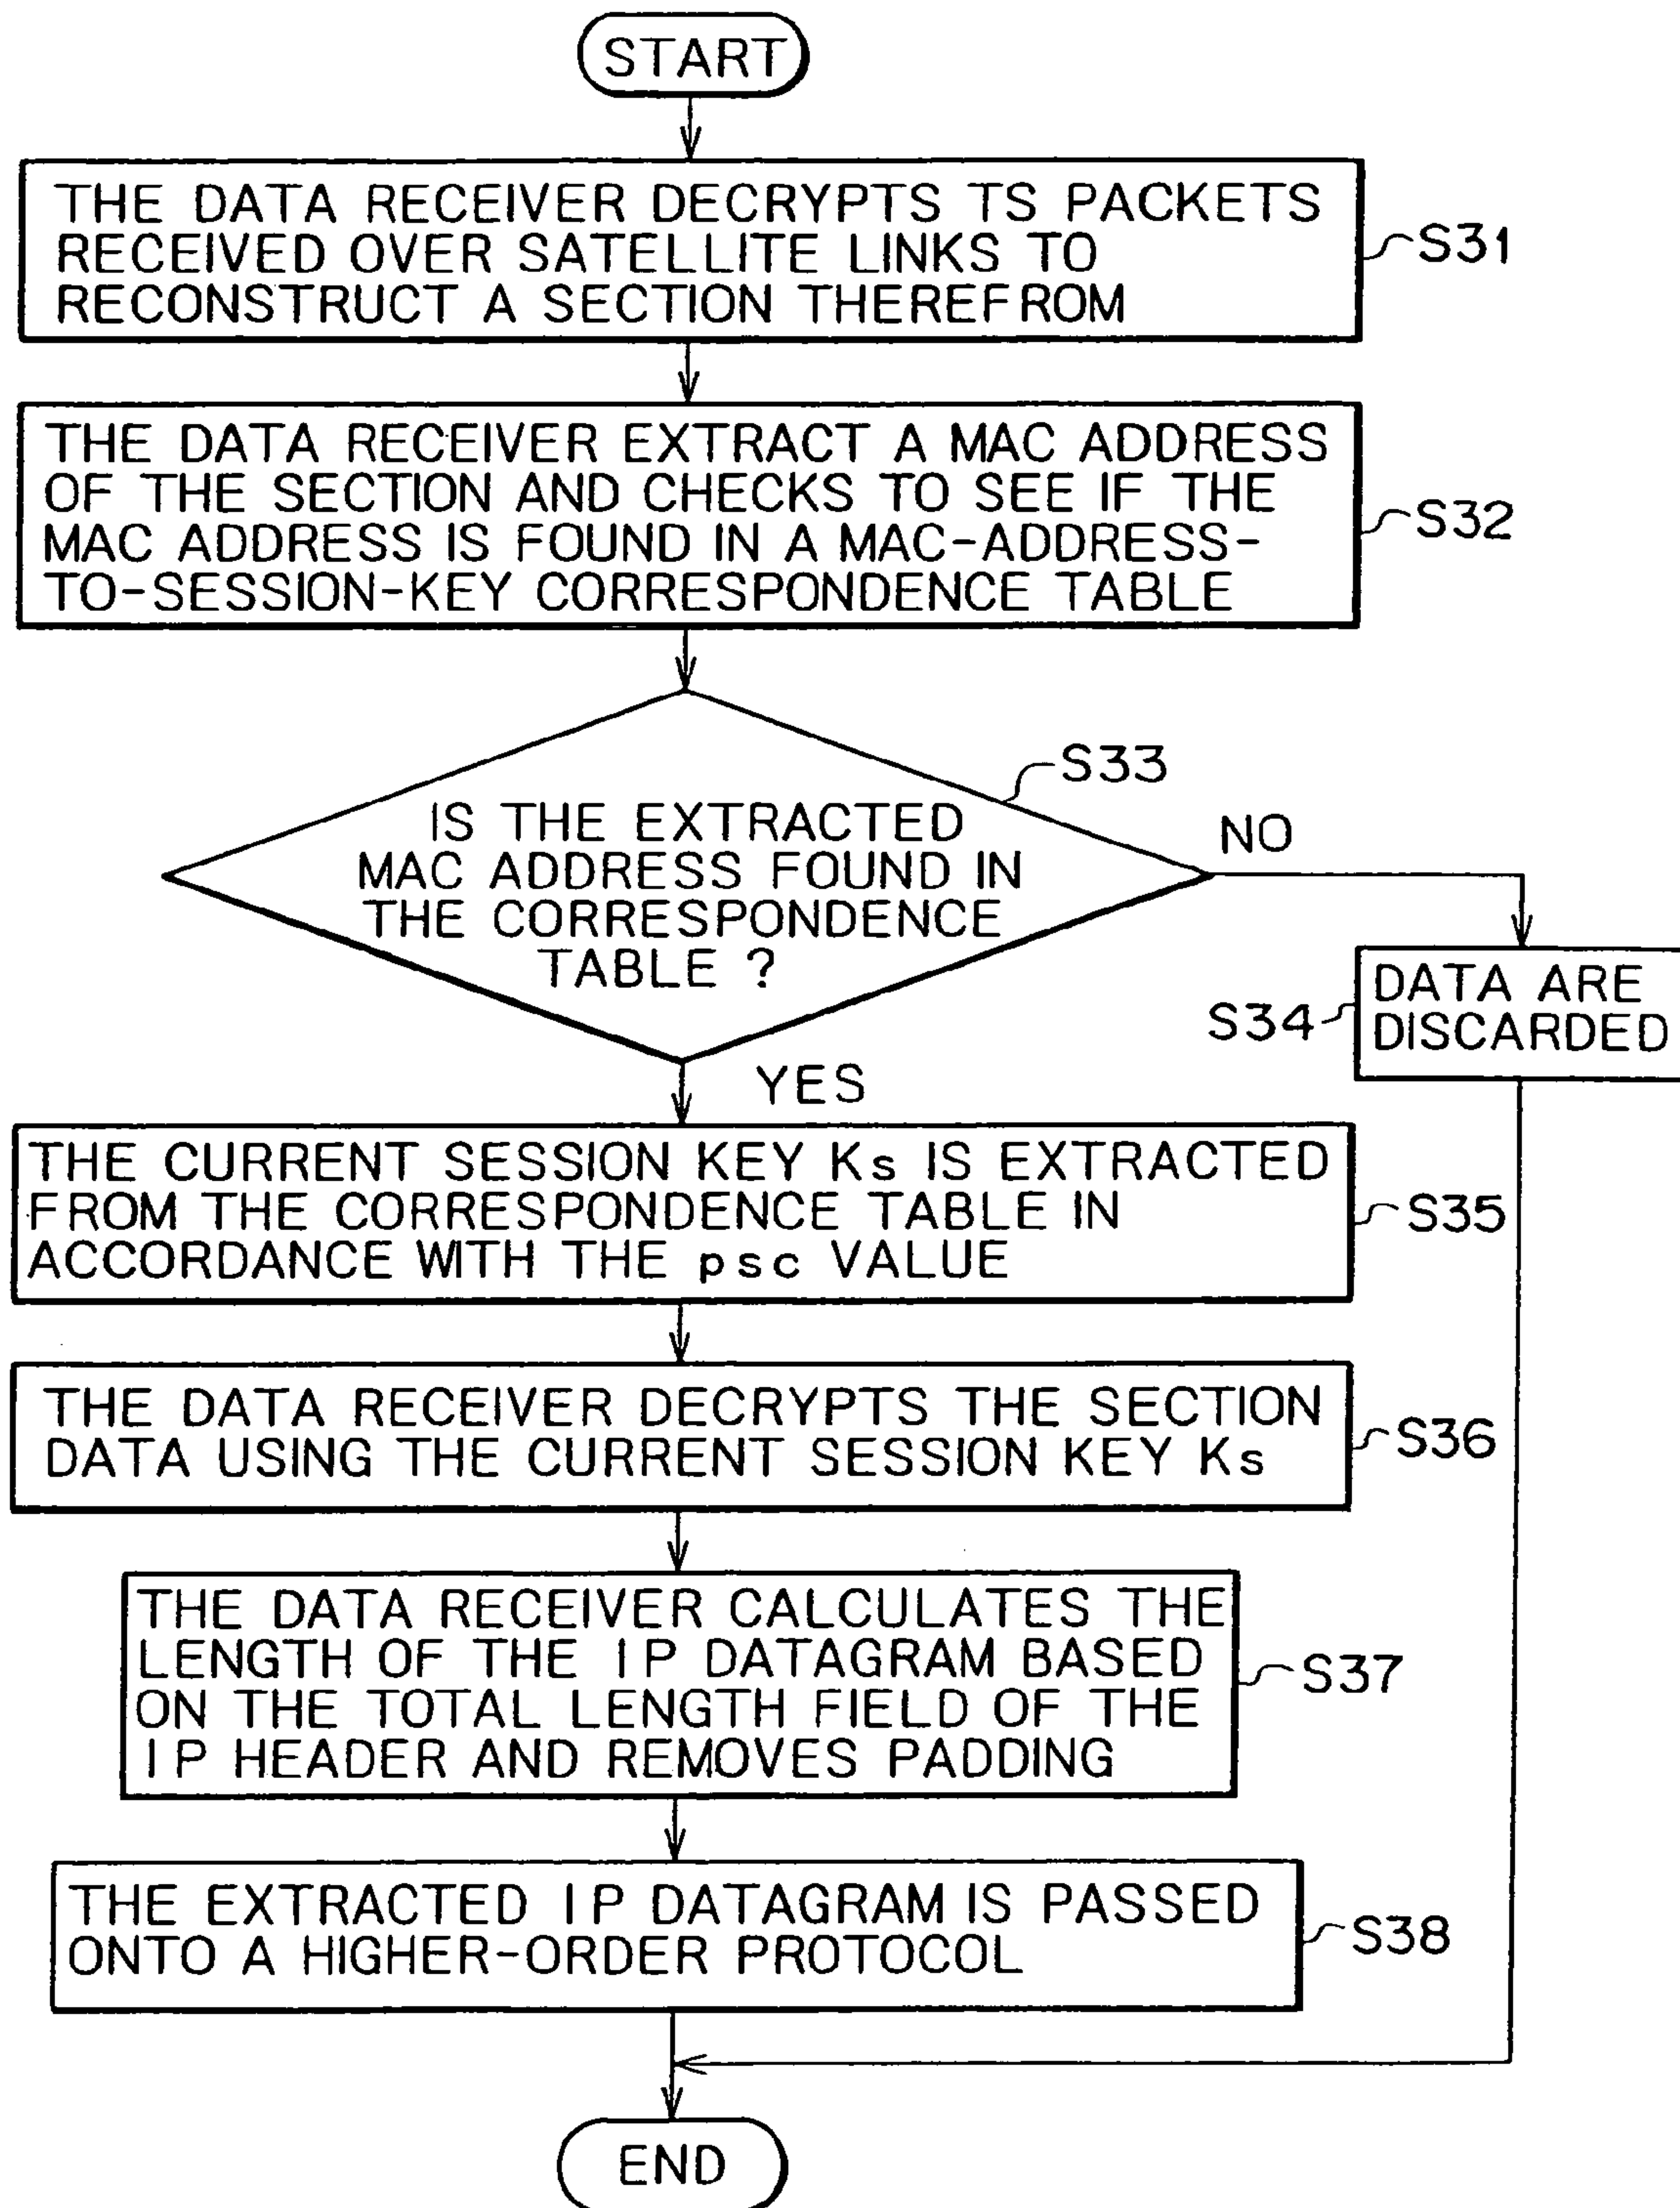 START
THE DATA RECEIVER DECRYPTS TS PACKETS
RECEIVED OVER SATELLITE LINKS TO
RECONSTRUCT A SECTION THEREFROM
S31
THE DATA RECEIVER EXTRACT A MAC ADDRESS
OF THE SECTION AND CHECKS TO SEE IF THE
MAC ADDRESS IS FOUND IN A MAC-ADDRESS-
TO-SESSION-KEY CORRESPONDENCE TABLE
S32
S33
IS THE EXTRACTED
MAC ADDRESS FOUND IN
THE CORRESPONDENCE
TABLE ?
NO
S34
DATA ARE
DISCARDED
YES
THE CURRENT SESSION KEY Ks IS EXTRACTED
FROM THE CORRESPONDENCE TABLE IN
ACCORDANCE WITH THE psc VALUE
S35
THE DATA RECEIVER DECRYPTS THE SECTION
DATA USING THE CURRENT SESSION KEY Ks
S36
THE DATA RECEIVER CALCULATES THE
LENGTH OF THE IP DATAGRAM BASED
ON THE TOTAL LENGTH FIELD OF THE
IP HEADER AND REMOVES PADDING
S37
THE EXTRACTED IP DATAGRAM IS PASSED
ONTO A HIGHER-ORDER PROTOCOL
S38
END